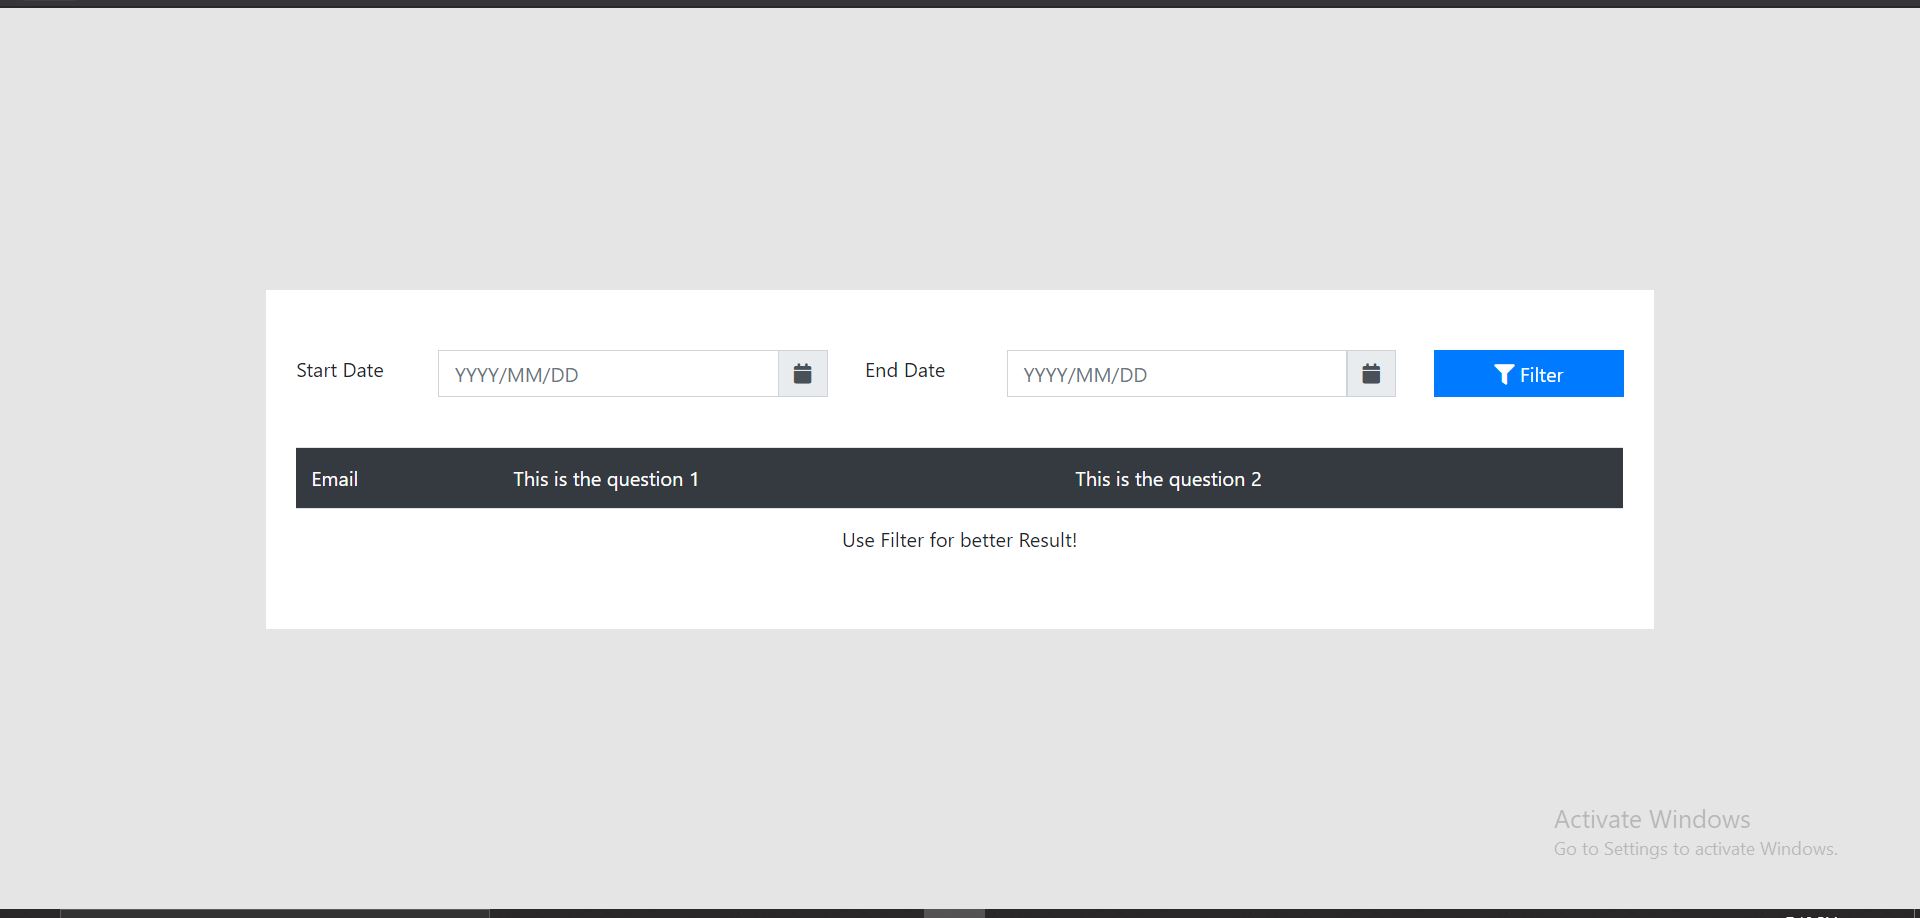 Start Date
YYYY/MM/DD
End Date
YYYY/MM/DD
Filter
Email
This is the question 1
This is the question 2
Use Filter for better Result!
Activate Windows
Go to Settings to activate Windows.